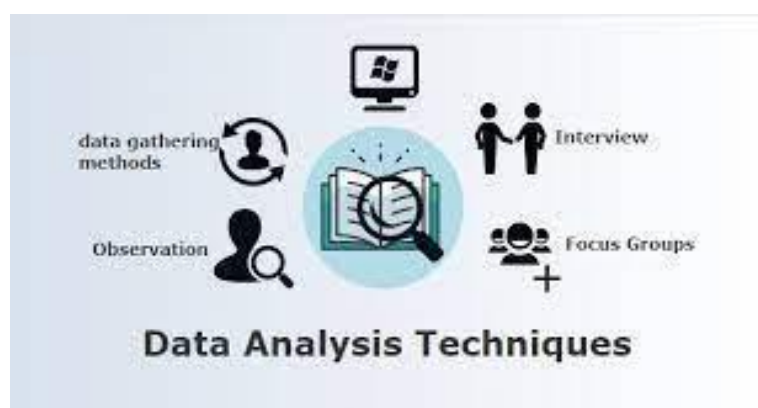 data gathering
methods
Interview
Observation
Focus Groups
Data Analysis Techniques